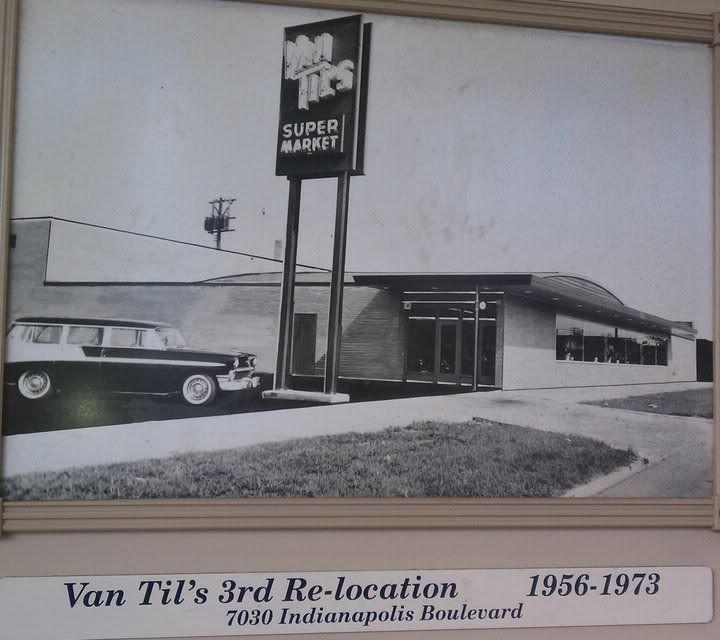 VAN
TIL'S
SUPER
MARKET
Van Til's 3rd Re-location 1956-1973
7030 Indianapolis Boulevard